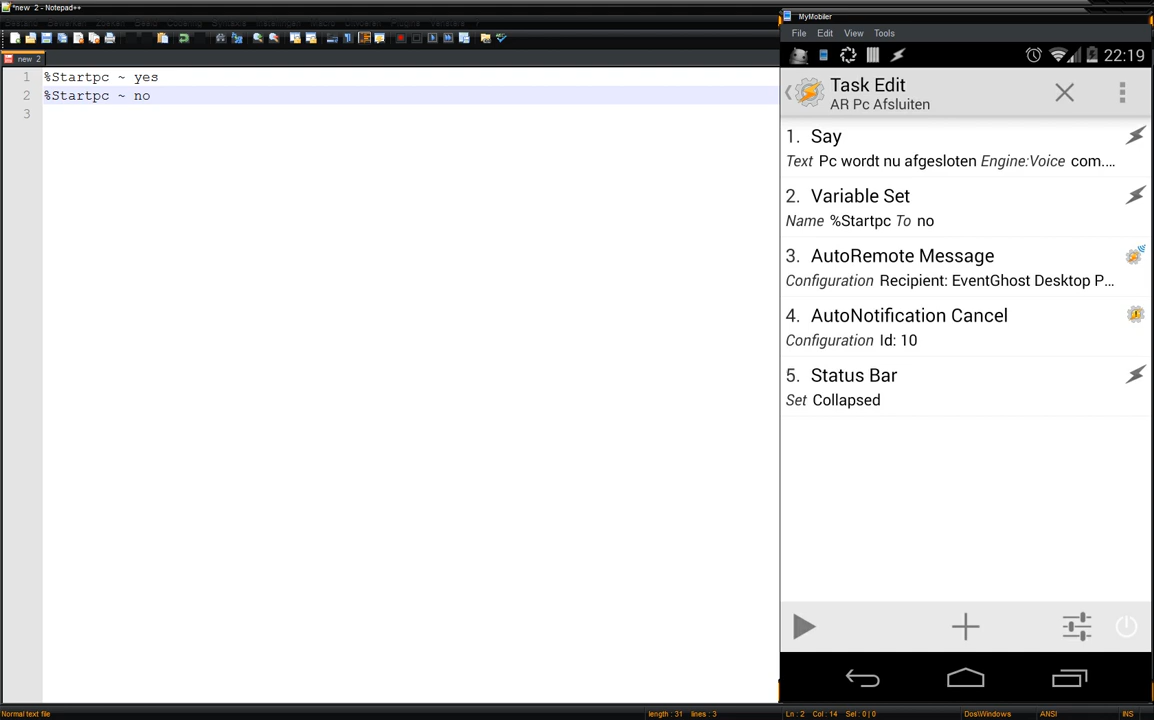 *new 2 - Notepad++
new 2
1 %Startpc ~ yes
2 %Startpc ~ no
3
Normal text file length : 31 lines : 3 Ln : 2 Col : 14 Sel : 0 | 0 Dos\Windows ANSI INS
MyMobiler
File Edit View Tools
22:19
Task Edit
AR Pc Afsluiten
1. Say
Text Pc wordt nu afgesloten Engine:Voice com....
2. Variable Set
Name %Startpc To no
3. AutoRemote Message
Configuration Recipient: EventGhost Desktop P...
4. AutoNotification Cancel
Configuration Id: 10
5. Status Bar
Set Collapsed